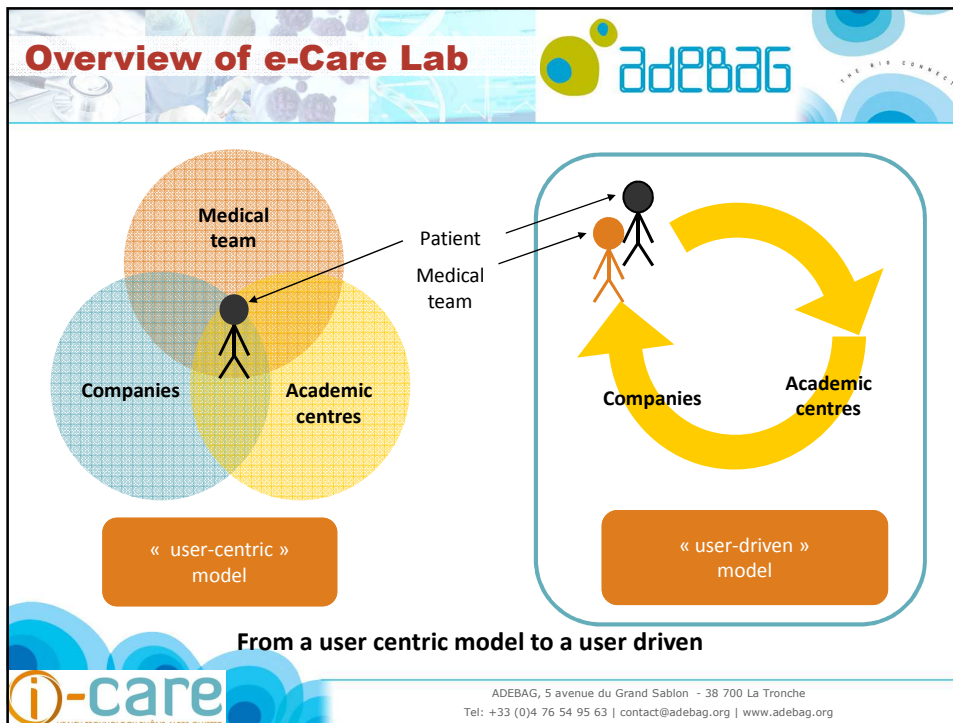 Overview of e-Care Lab
adeBAG
THE AIR CONNECT
Medical
team
Companies
Academic
centres
Patient
Medical
team
Companies
Academic
centres
« user-centric »
model
« user-driven »
model
From a user centric model to a user driven
i-care
ADEBAG, 5 avenue du Grand Sablon - 38 700 La Tronche
Tel: +33 (0)4 76 54 95 63 | contact@adebag.org | www.adebag.org